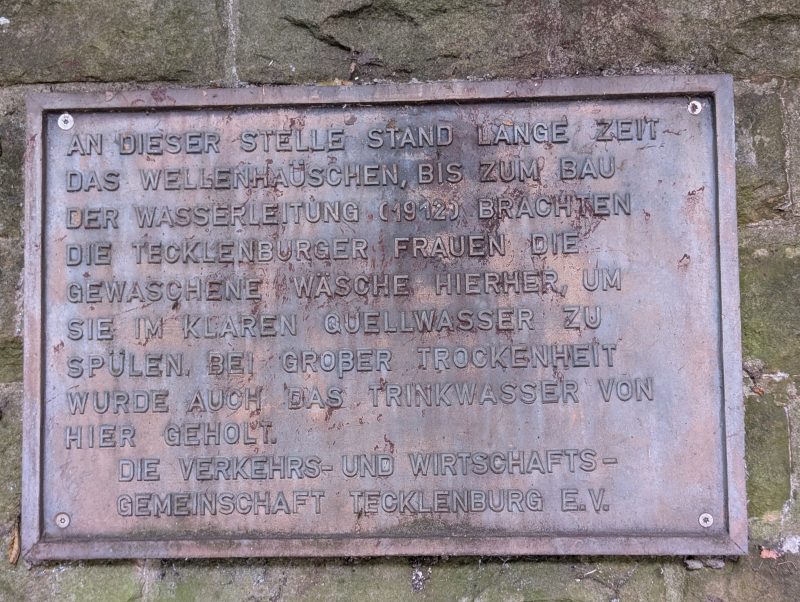 AN DIESER STELLE STAND LANGE ZEIT
DAS WELLENHÄUSCHEN, BIS ZUM BAU
DER WASSERLEITUNG (1912) BRACHTEN
DIE TECKLENBURGER FRAUEN DIE
GEWASCHENE WÄSCHE HIERHER, UM
SIE IM KLAREN QUELLWASSER ZU
SPÜLEN. BEI GROßER TROCKENHEIT
WURDE AUCH DAS TRINKWASSER VON
HIER GEHOLT.
DIE VERKEHRS- UND WIRTSCHAFTS-
GEMEINSCHAFT TECKLENBURG E.V.